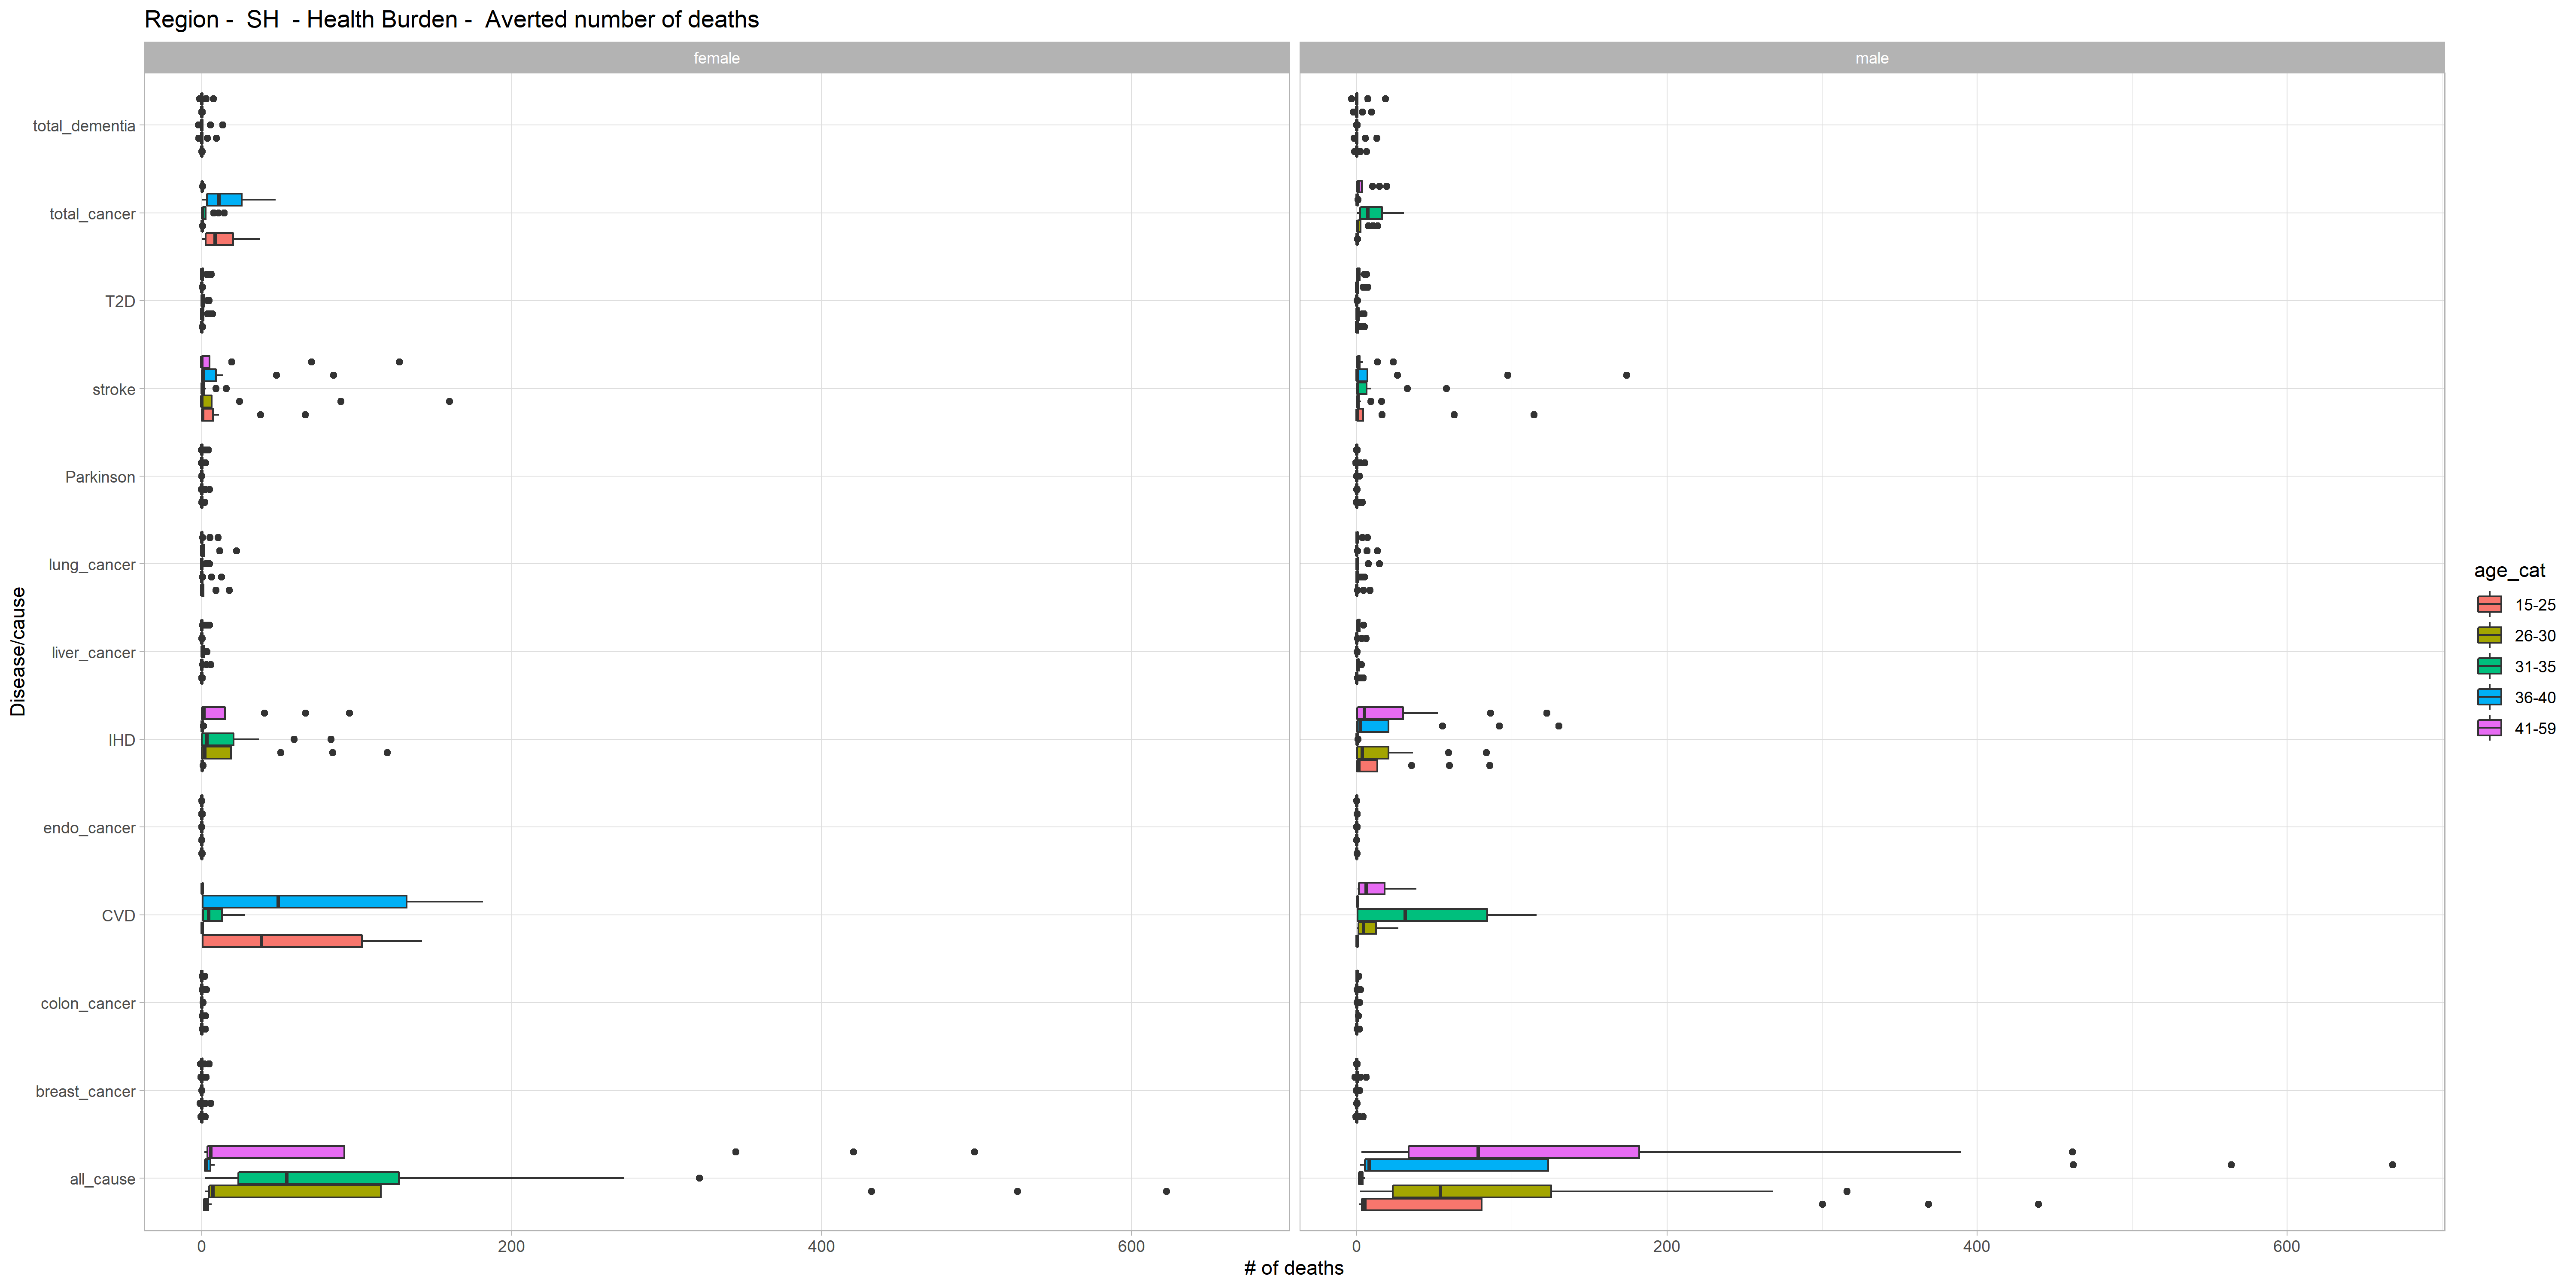 Region -  SH  - Health Burden -  Averted number of deaths
female
male
Disease/cause
total_dementia
total_cancer
T2D
stroke
Parkinson
lung_cancer
liver_cancer
IHD
endo_cancer
CVD
colon_cancer
breast_cancer
all_cause
0
200
400
600
0
200
400
600
# of deaths
age_cat
15-25
26-30
31-35
36-40
41-59